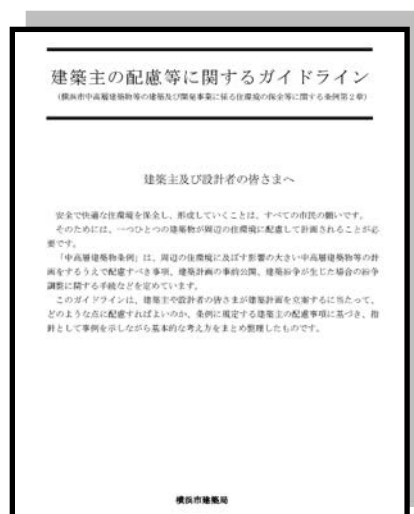 建築主の配慮等に関するガイドライン
(横浜市中高層建築物等の建築及び開発事業に係る住環境の保全等に関する条例第2章)
建築主及び設計者の皆さまへ
安全で快適な住環境を保全し、形成していくことは、すべての市民の願いです。
そのためには、一つひとつの建築物が周辺の住環境に配慮して計画されることが必
要です。
「中高層建築物条例」は、周辺の住環境に及ぼす影響の大きい中高層建築物等の計
画をするうえで配慮すべき事項、建築計画の事前公開、建築紛争が生じた場合の紛争
調整に関する手続などを定めています。
このガイドラインは、建築主や設計者の皆さまが建築計画を立案するに当たって、
どのような点に配慮すればよいのか、条例に規定する建築主の配慮事項に基づき、指
針として事例を示しながら基本的な考え方をまとめ整理したものです。
横浜市建築局